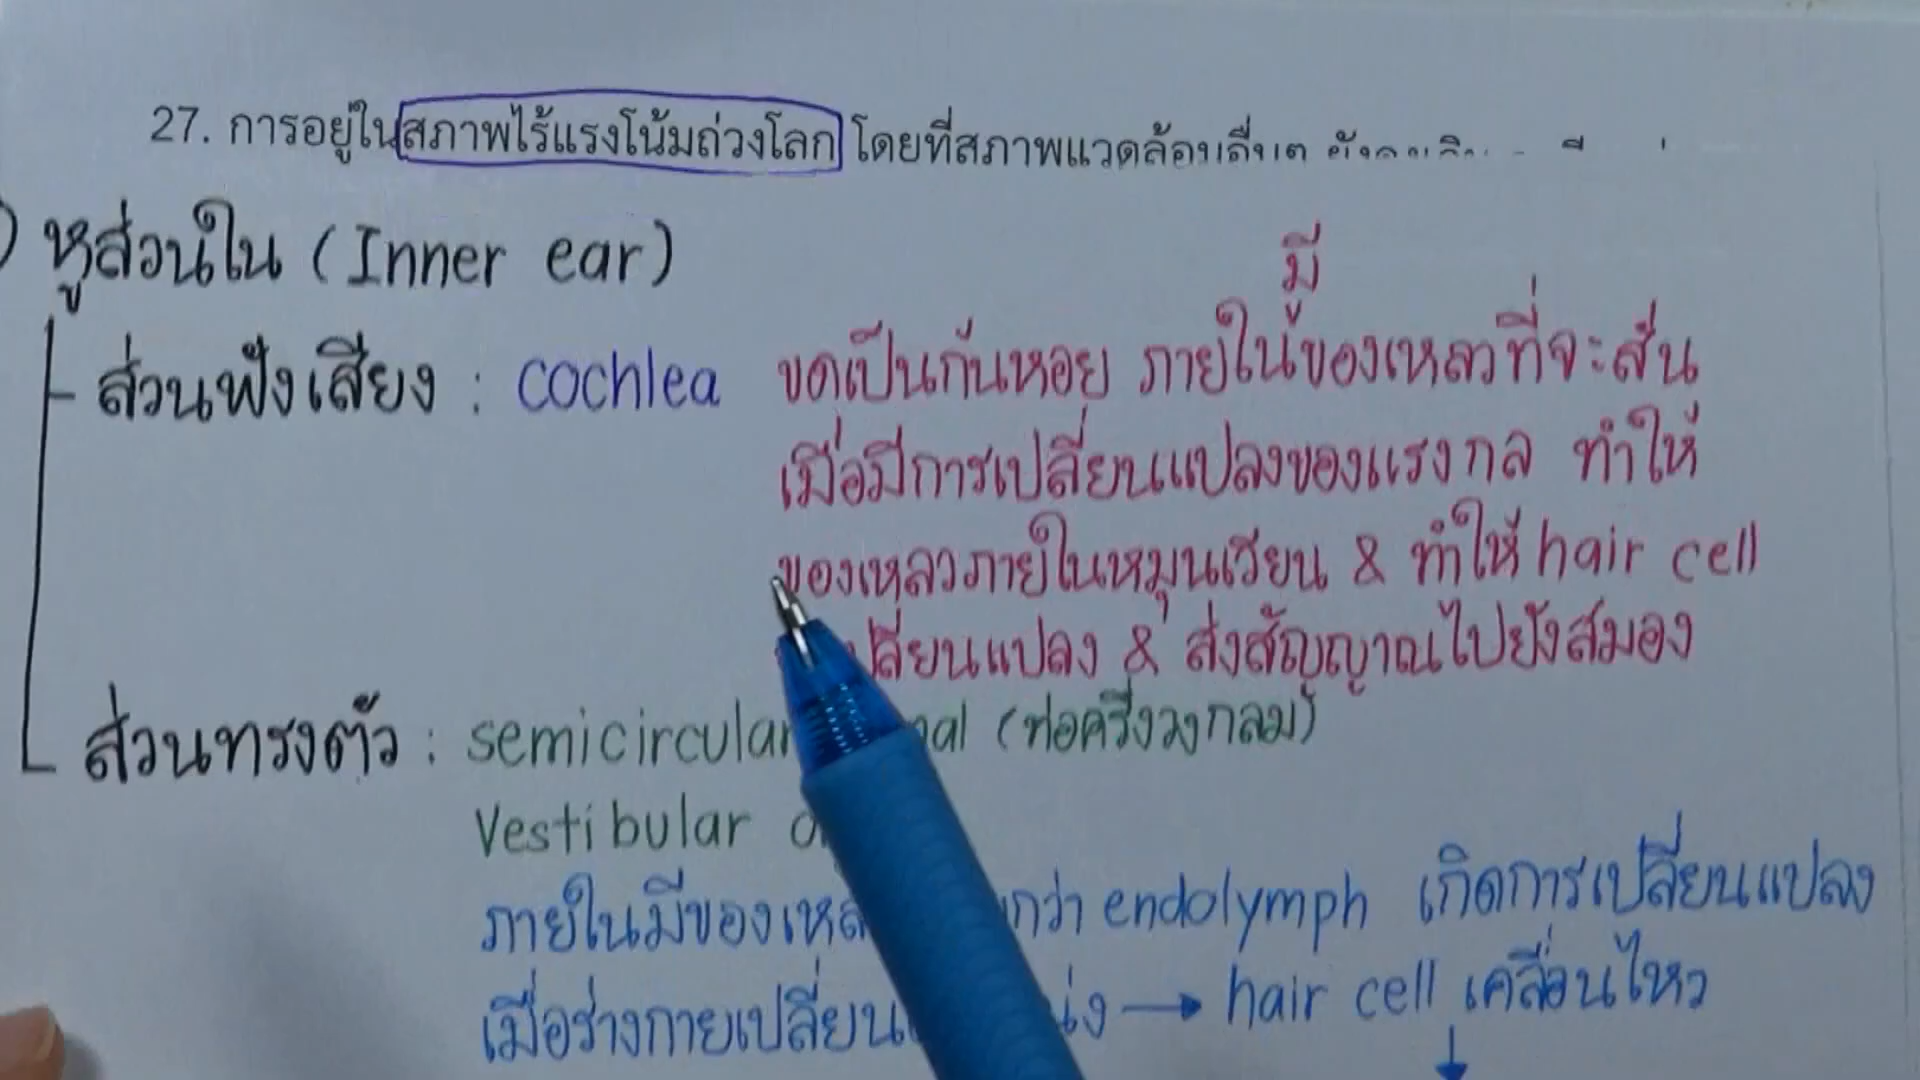 27. การอยู่ในสภาพไร้แรงโน้มถ่วงโลก โดยที่สภาพแวดล้อม
หูส่วนใน (Inner ear)
มี
ส่วนฟังเสียง : cochlea ขดเป็นก้นหอย ภายในของเหลวที่จะสั่น
เมื่อมีการเปลี่ยนแปลงของแรงกล ทำให้
ของเหลวภายในหมุนเวียน & ทำให้ hair cell
เปลี่ยนแปลง & ส่งสัญญาณไปยังสมอง
ส่วนทรงตัว : semicircular (ท่อครึ่งวงกลม)
Vestibular
ภายในมีของเหลว กว่า endolymph เกิดการเปลี่ยนแปลง
เมื่อร่างกายเปลี่ยน → hair cell เคลื่อนไหว
↓